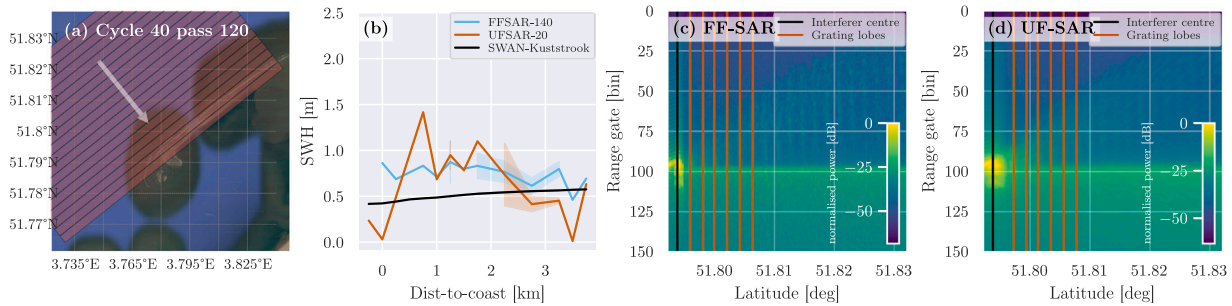 (a) Cycle 40 pass 120
51.83°N
51.82°N
51.81°N
51.8°N
51.79°N
51.78°N
51.77°N
3.735°E 3.765°E 3.795°E 3.825°E
(b)
FFSAR-140
UFSAR-20
SWAN-Kuststrook
SWH [m]
2.5
2.0
1.5
1.0
0.5
0.0
0 1 2 3
Dist-to-coast [km]
(c) FF-SAR
Interferer centre
Grating lobes
Range gate [bin]
0
25
50
75
100
125
150
normalised power [dB]
0
−25
−50
51.80 51.81 51.82 51.83
Latitude [deg]
(d) UF-SAR
Interferer centre
Grating lobes
Range gate [bin]
0
25
50
75
100
125
150
normalised power [dB]
0
−25
−50
51.80 51.81 51.82 51.83
Latitude [deg]